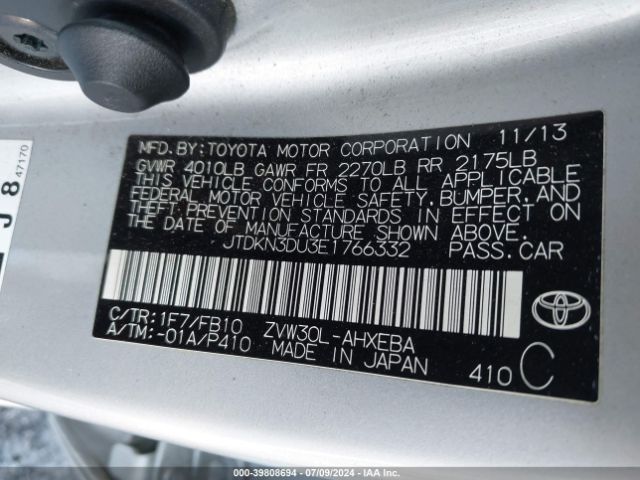 MFD.BY:TOYOTA MOTOR CORPORATION 11/13
GVWR 4010LB GAWR FR 2270LB RR 2175LB
THIS VEHICLE CONFORMS TO ALL APPLICABLE
FEDERAL MOTOR VEHICLE SAFETY,BUMPER,AND
THEFT PREVENTION STANDARDS IN EFFECT ON
THE DATE OF MANUFACTURE SHOWN ABOVE.
JTDKN3DU3E1766332 PASS.CAR
C/TR:1F7/FB10 ZVW30L-AHXEBA
A/TM:-01A/P410 MADE IN JAPAN
410 C
J 8
47170
000-39808694 - 07/09/2024 - IAA Inc.